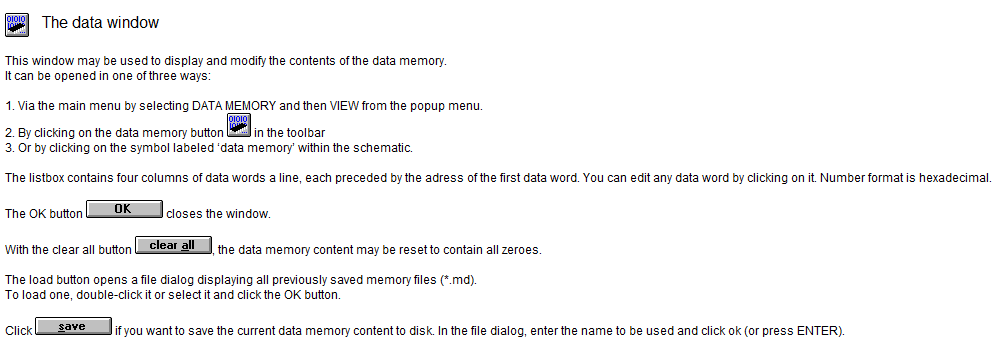 The data window
This window may be used to display and modify the contents of the data memory.
It can be opened in one of three ways:
1. Via the main menu by selecting DATA MEMORY and then VIEW from the popup menu.
2. By clicking on the data memory button 01010 in the toolbar
3. Or by clicking on the symbol labeled ‘data memory’ within the schematic.
The listbox contains four columns of data words a line, each preceded by the adress of the first data word. You can edit any data word by clicking on it. Number format is hexadecimal.
The OK button OK closes the window.
With the clear all button clear all, the data memory content may be reset to contain all zeroes.
The load button opens a file dialog displaying all previously saved memory files (*.md).
To load one, double-click it or select it and click the OK button.
Click save if you want to save the current data memory content to disk. In the file dialog, enter the name to be used and click ok (or press ENTER).